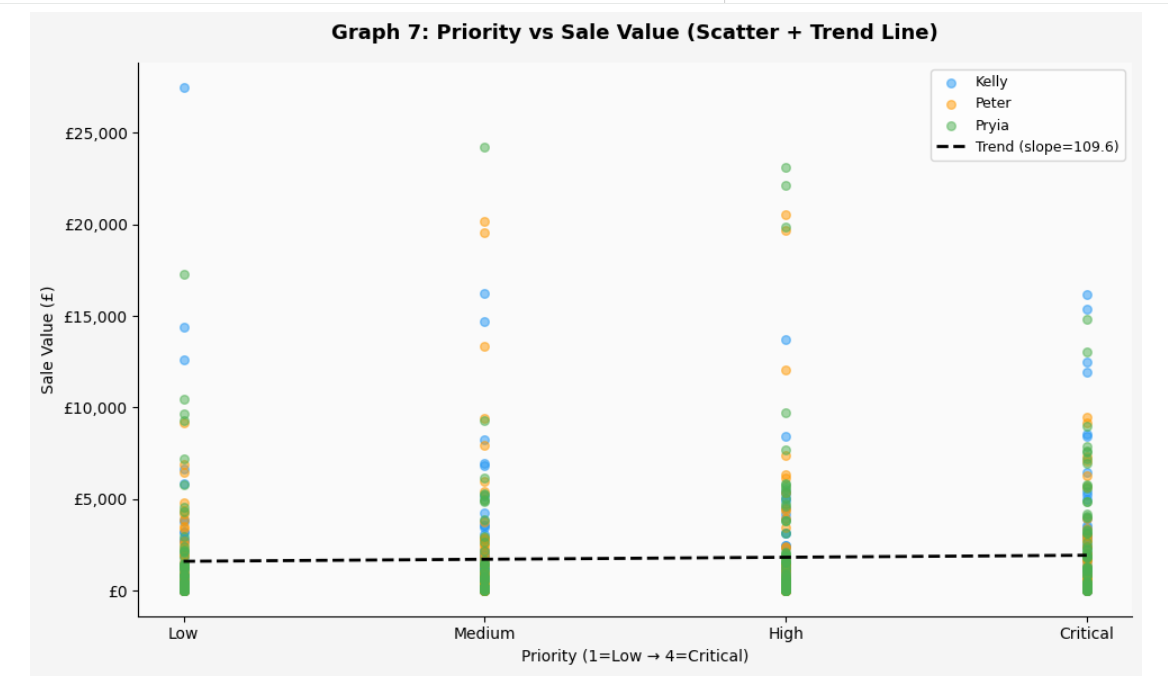 Graph 7: Priority vs Sale Value (Scatter + Trend Line)
Kelly
Peter
Pryia
Trend (slope=109.6)
£25,000
£20,000
£15,000
£10,000
£5,000
£0
Sale Value (£)
Low Medium High Critical
Priority (1=Low → 4=Critical)